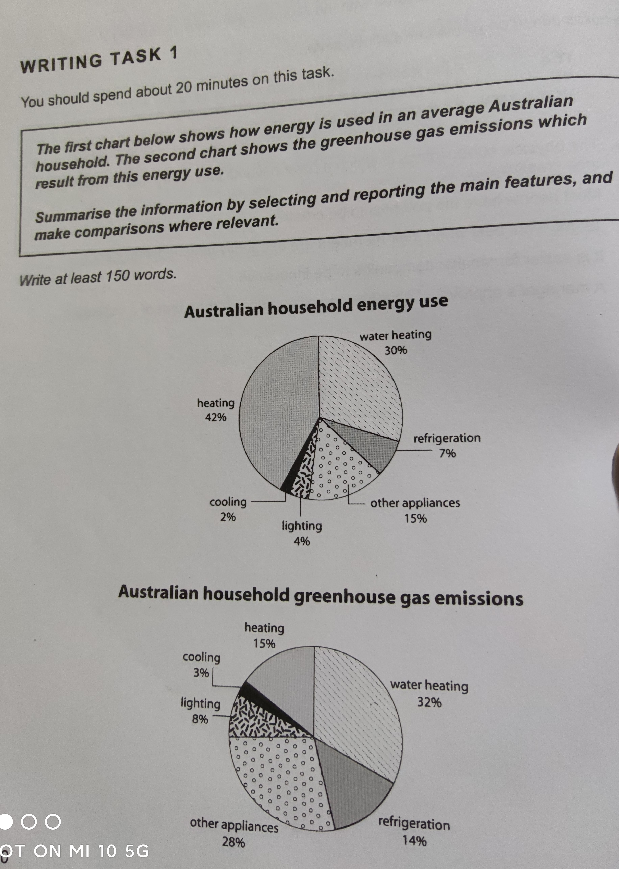 WRITING TASK 1
You should spend about 20 minutes on this task.
The first chart below shows how energy is used in an average Australian
household. The second chart shows the greenhouse gas emissions which
result from this energy use.
Summarise the information by selecting and reporting the main features, and
make comparisons where relevant.
Write at least 150 words.
Australian household energy use
water heating
30%
heating
42%
refrigeration
7%
cooling
2%
other appliances
15%
lighting
4%
Australian household greenhouse gas emissions
heating
15%
cooling
3%
water heating
32%
lighting
8%
other appliances
28%
refrigeration
14%
OT ON MI 10 5G